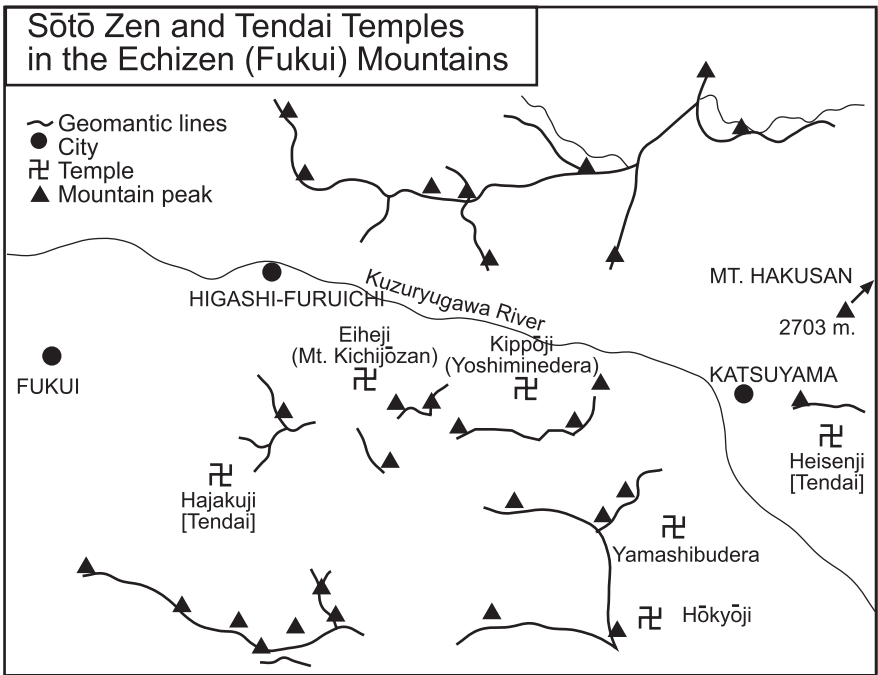 Sōtō Zen and Tendai Temples
in the Echizen (Fukui) Mountains
Geomantic lines
City
Temple
Mountain peak
MT. HAKUSAN
2703 m.
HIGASHI-FURUICHI
Kuzuryugawa River
Eiheji
(Mt. Kichijōzan)
Kippōji
(Yoshiminedera)
FUKUI
KATSUYAMA
Heisenji
[Tendai]
Hajakuji
[Tendai]
Yamashibudera
Hōkyōji